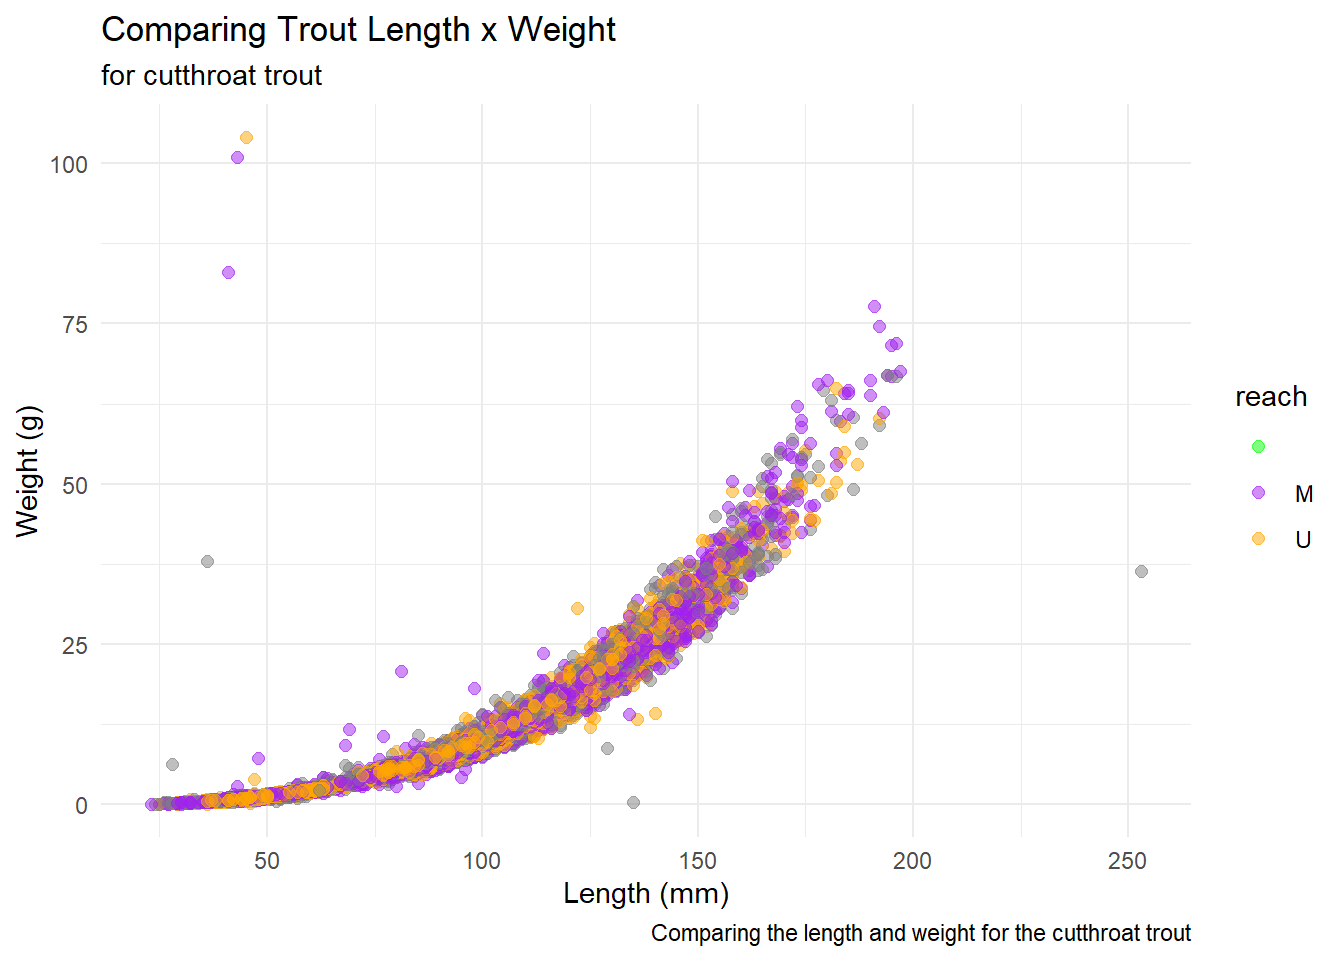 Comparing Trout Length x Weight
for cutthroat trout
100
75
50
25
0
Weight (g)
50 100 150 200 250
Length (mm)
reach
M
U
Comparing the length and weight for the cutthroat trout